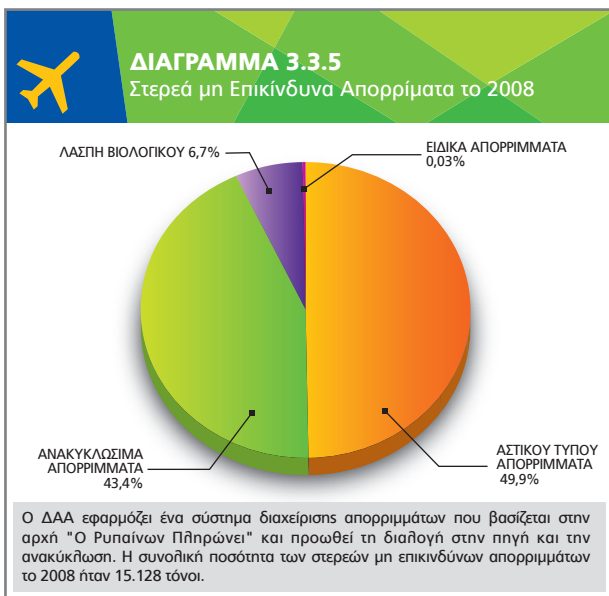 ΔΙΑΓΡΑΜΜΑ 3.3.5
Στερεά μη Επικίνδυνα Απορρίματα το 2008
ΛΑΣΠΗ ΒΙΟΛΟΓΙΚΟΥ 6,7%
ΕΙΔΙΚΑ ΑΠΟΡΡΙΜΜΑΤΑ
0,03%
ΑΝΑΚΥΚΛΩΣΙΜΑ
ΑΠΟΡΡΙΜΜΑΤΑ
43,4%
ΑΣΤΙΚΟΥ ΤΥΠΟΥ
ΑΠΟΡΡΙΜΜΑΤΑ
49,9%
Ο ΔΑΑ εφαρμόζει ένα σύστημα διαχείρισης απορριμμάτων που βασίζεται στην
αρχή "Ο Ρυπαίνων Πληρώνει" και προωθεί τη διαλογή στην πηγή και την
ανακύκλωση. Η συνολική ποσότητα των στερεών μη επικινδύνων απορριμμάτων
το 2008 ήταν 15.128 τόνοι.